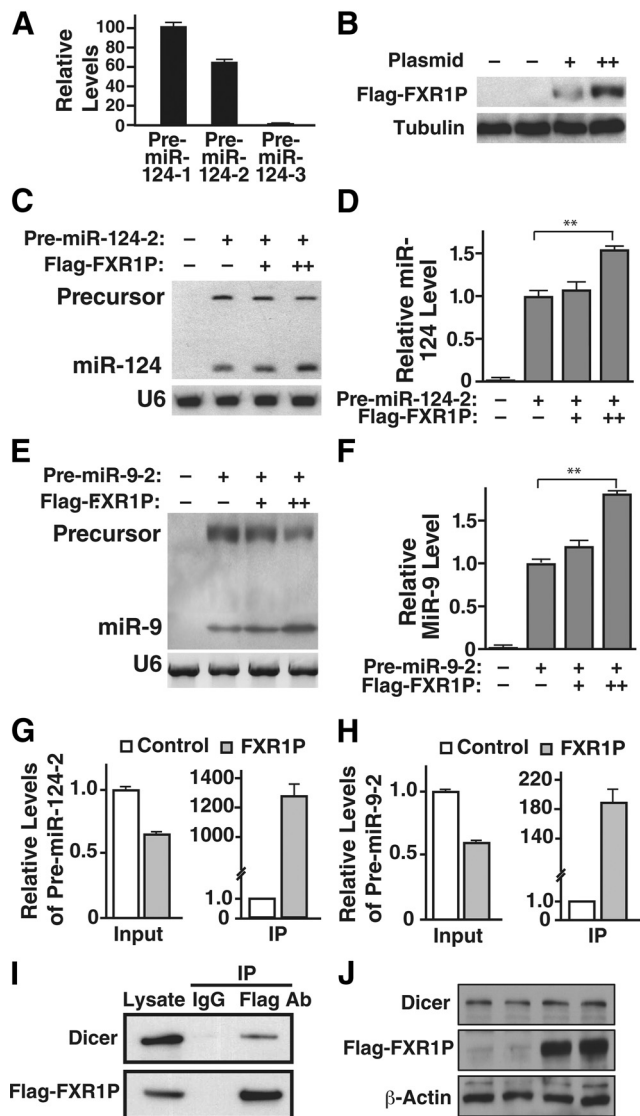 A
Relative
Levels
100
80
60
40
20
0
Pre-
miR-
124-1
Pre-
miR-
124-2
Pre-
miR-
124-3
B
Plasmid – – + ++
Flag-FXR1P
Tubulin
C
Pre-miR-124-2: – + + +
Flag-FXR1P: – – + ++
Precursor
miR-124
U6
D
Relative miR-
124 Level
1.5
1.0
0.5
0
**
Pre-miR-124-2: – + + +
Flag-FXR1P: – – + ++
E
Pre-miR-9-2: – + + +
Flag-FXR1P: – – + ++
Precursor
miR-9
U6
F
Relative
MiR-9 Level
1.5
1.0
0.5
0
**
Pre-miR-9-2: – + + +
Flag-FXR1P: – – + ++
G
Control FXR1P
Relative Levels
of Pre-miR-124-2
1.0
0.5
0
Input
1400
1200
1000
1.0
0
IP
H
Control FXR1P
Relative Levels
of Pre-miR-9-2
1.0
0.5
0
Input
220
180
140
1.0
0
IP
I
IP
Lysate IgG Flag Ab
Dicer
Flag-FXR1P
J
Dicer
Flag-FXR1P
β-Actin